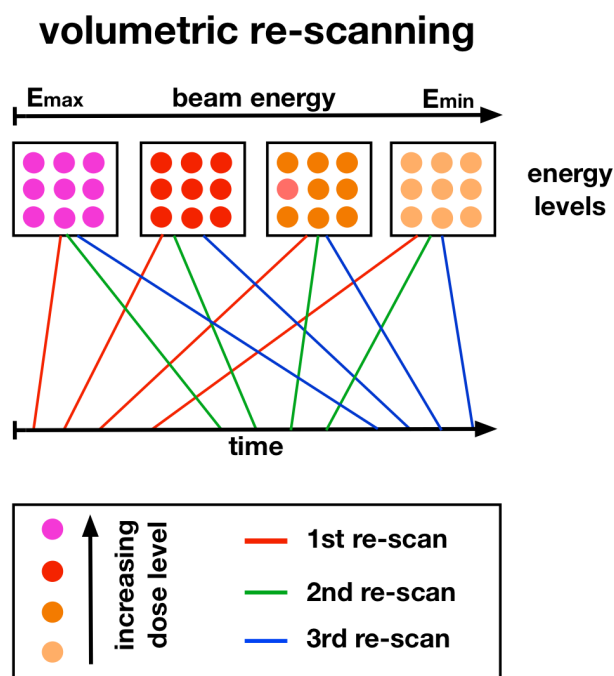 volumetric re-scanning
Emax beam energy Emin
energy
levels
time
increasing
dose level
1st re-scan
2nd re-scan
3rd re-scan